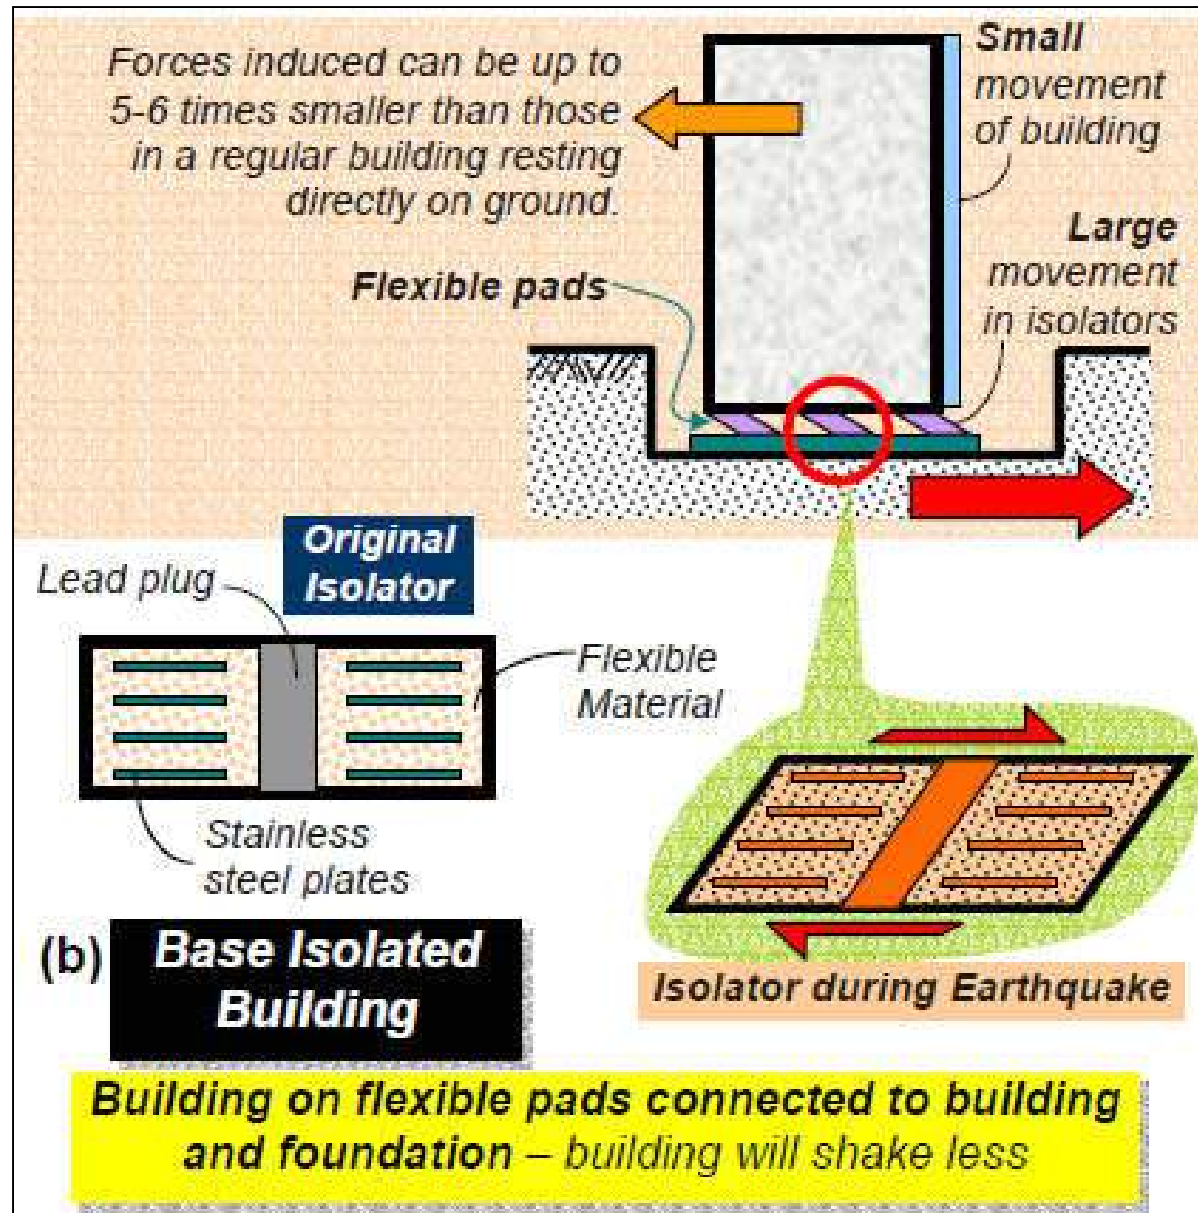 Forces induced can be up to
5-6 times smaller than those
in a regular building resting
directly on ground.
Small
movement
of building
Large
movement
in isolators
Flexible pads
Original
Isolator
Lead plug
Flexible
Material
Stainless
steel plates
(b)
Base Isolated
Building
Isolator during Earthquake
Building on flexible pads connected to building
and foundation – building will shake less